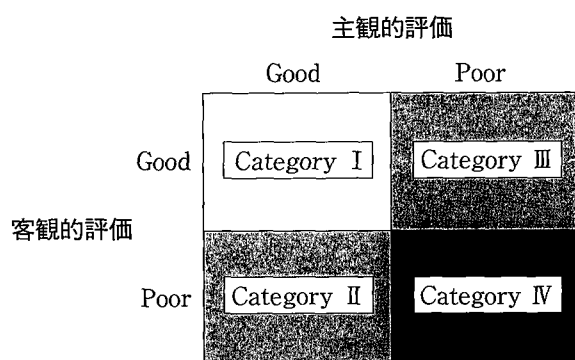 主観的評価
Good Poor
Good Category Ⅰ Category Ⅲ
客観的評価
Poor Category Ⅱ Category Ⅳ